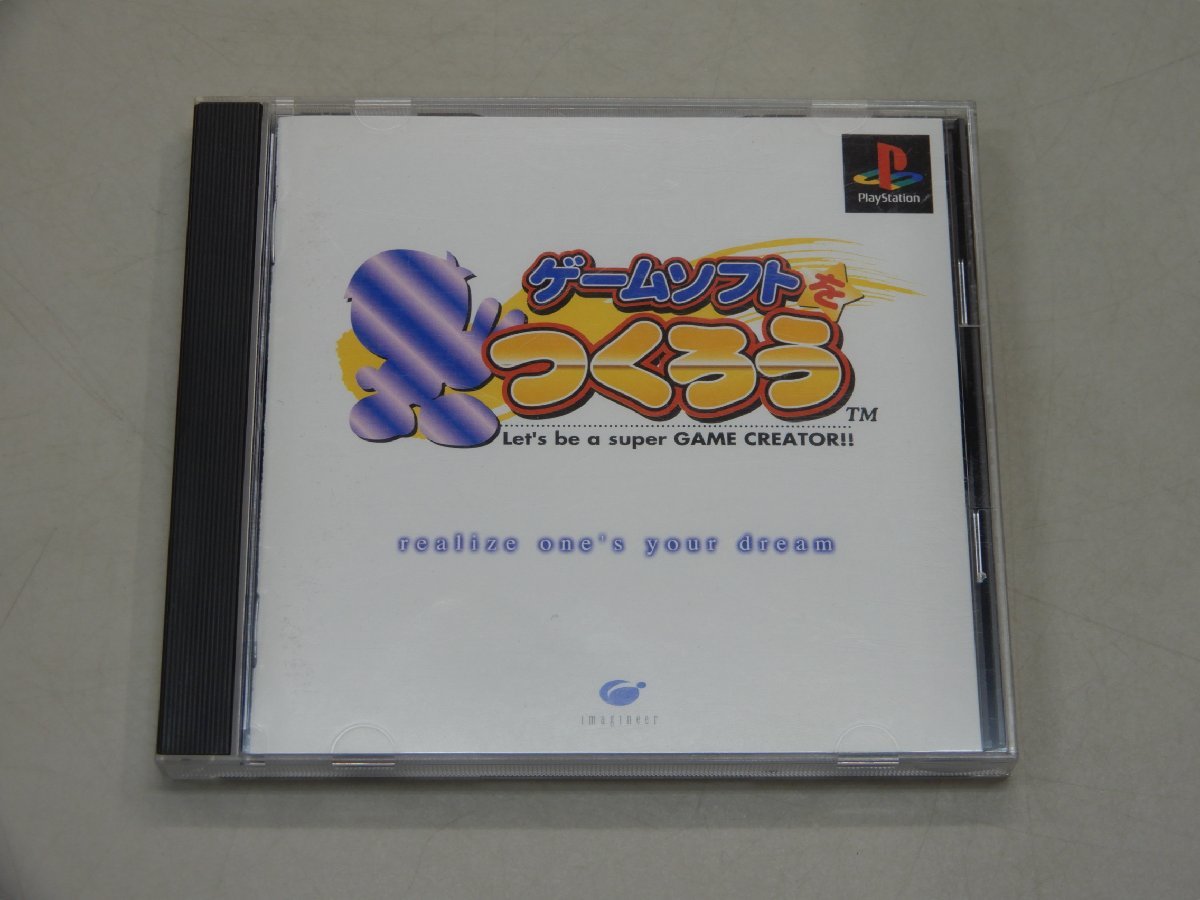 PlayStation
ゲームソフトを
つくろう
TM
Let's be a super GAME CREATOR!!
realize one's your dream
imagineer